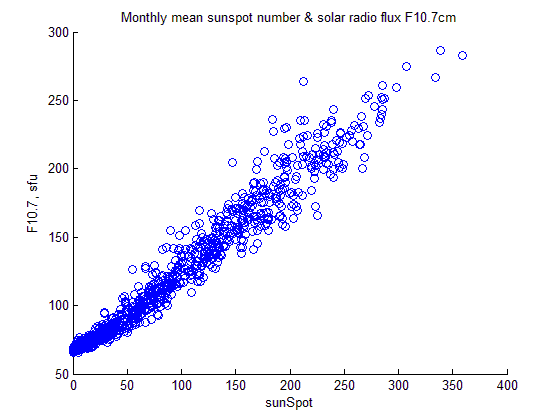 Monthly mean sunspot number & solar radio flux F10.7cm
300
250
200
150
100
50
F10.7 , sfu
0 50 100 150 200 250 300 350 400
sunSpot